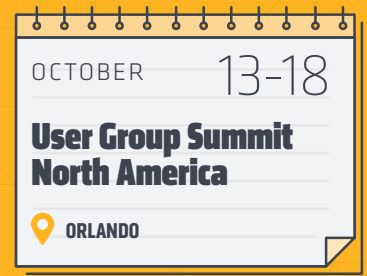 OCTOBER 13-18
User Group Summit
North America
ORLANDO